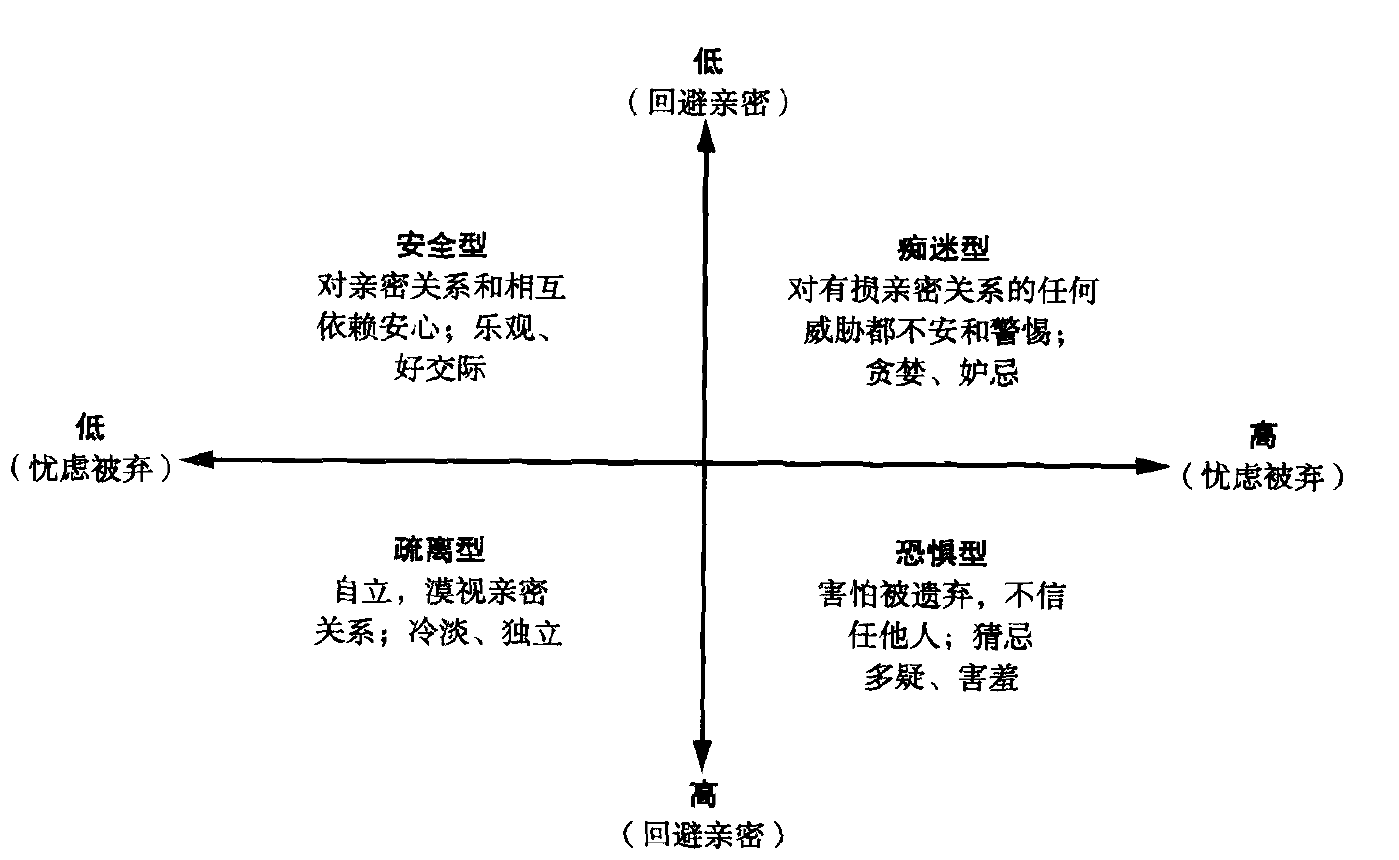 低
（回避亲密）
安全型
对亲密关系和相互
依赖安心；乐观、
好交际
痴迷型
对有损亲密关系的任何
威胁都不安和警惕；
贪婪、妒忌
低
（忧虑被弃）
高
（忧虑被弃）
疏离型
自立，漠视亲密
关系；冷淡、独立
恐惧型
害怕被遗弃，不信
任他人；猜忌
多疑、害羞
高
（回避亲密）